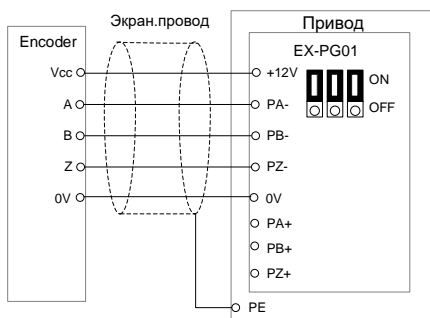 Экран.провод
Привод
Encoder
EX-PG01
Vcc
+12V
ON
A
PA-
OFF
B
PB-
Z
PZ-
0V
0V
PA+
PB+
PZ+
PE